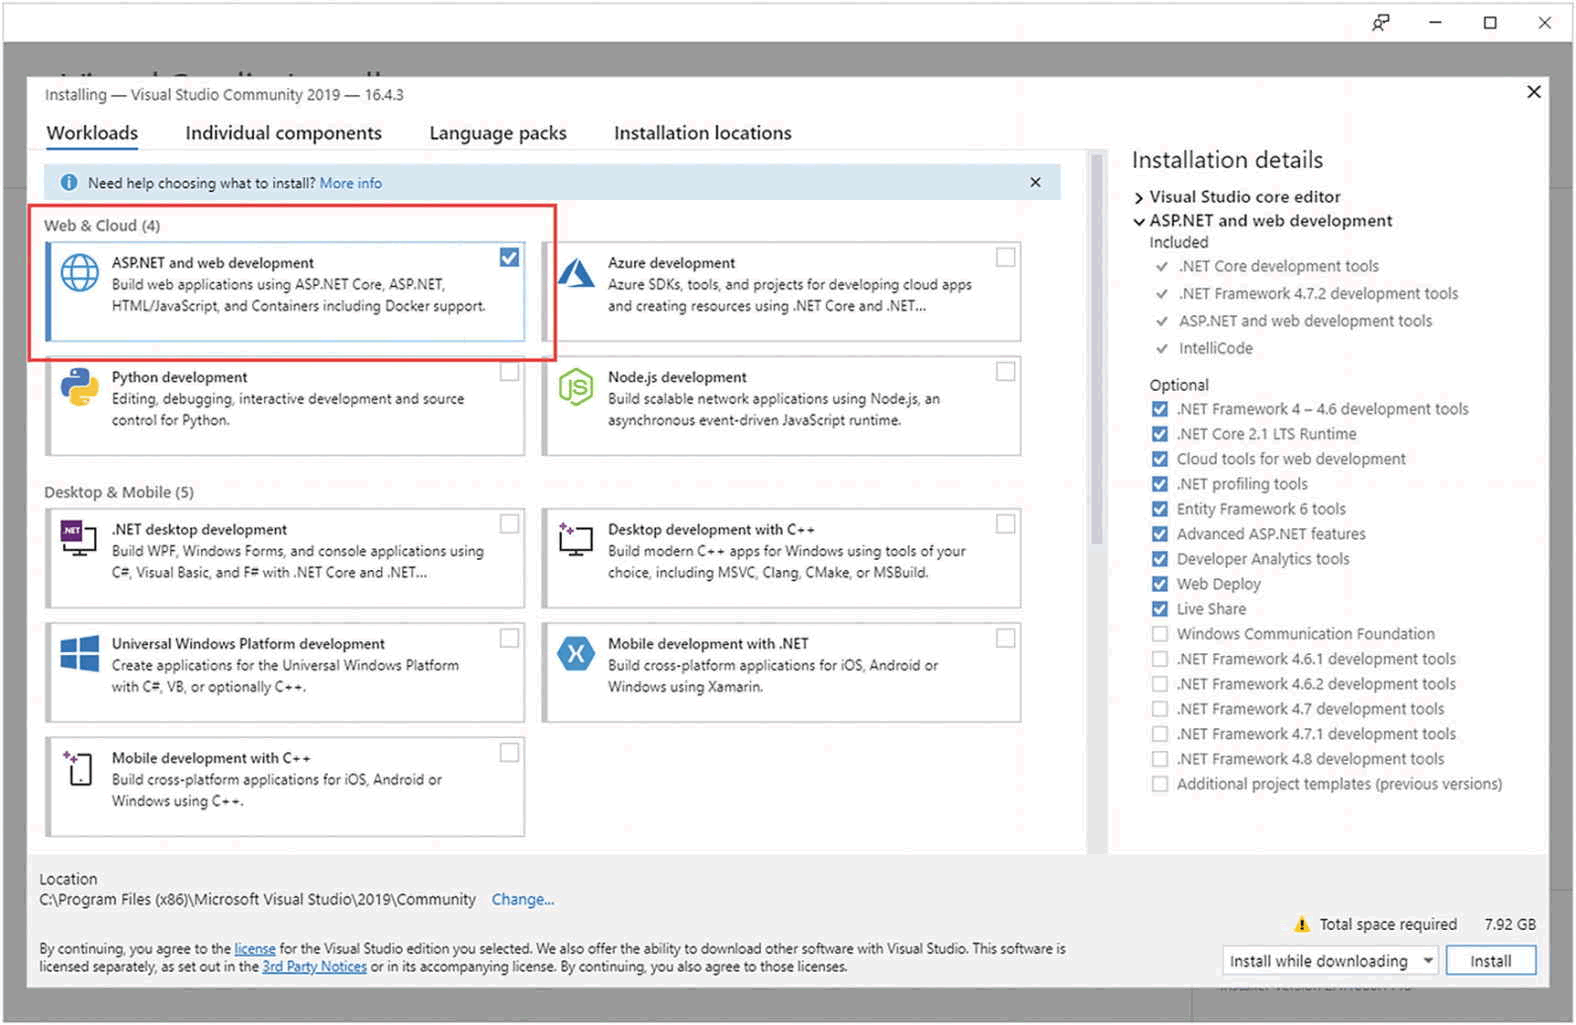 Installing — Visual Studio Community 2019 — 16.4.3
Workloads
Individual components
Language packs
Installation locations
Need help choosing what to install? More info
Web & Cloud (4)
ASP.NET and web development
Build web applications using ASP.NET Core, ASP.NET,
HTML/JavaScript, and Containers including Docker support.
Azure development
Azure SDKs, tools, and projects for developing cloud apps
and creating resources using .NET Core and .NET...
Python development
Editing, debugging, interactive development and source
control for Python.
Node.js development
Build scalable network applications using Node.js, an
asynchronous event-driven JavaScript runtime.
Desktop & Mobile (5)
.NET
.NET desktop development
Build WPF, Windows Forms, and console applications using
C#, Visual Basic, and F# with .NET Core and .NET...
Desktop development with C++
Build modern C++ apps for Windows using tools of your
choice, including MSVC, Clang, CMake, or MSBuild.
Universal Windows Platform development
Create applications for the Universal Windows Platform
with C#, VB, or optionally C++.
Mobile development with .NET
Build cross-platform applications for iOS, Android or
Windows using Xamarin.
Mobile development with C++
Build cross-platform applications for iOS, Android or
Windows using C++.
Installation details
Visual Studio core editor
ASP.NET and web development
Included
.NET Core development tools
.NET Framework 4.7.2 development tools
ASP.NET and web development tools
IntelliCode
Optional
.NET Framework 4 – 4.6 development tools
.NET Core 2.1 LTS Runtime
Cloud tools for web development
.NET profiling tools
Entity Framework 6 tools
Advanced ASP.NET features
Developer Analytics tools
Web Deploy
Live Share
Windows Communication Foundation
.NET Framework 4.6.1 development tools
.NET Framework 4.6.2 development tools
.NET Framework 4.7 development tools
.NET Framework 4.7.1 development tools
.NET Framework 4.8 development tools
Additional project templates (previous versions)
Location
C:\Program Files (x86)\Microsoft Visual Studio\2019\Community Change...
Total space required 7.92 GB
By continuing, you agree to the license for the Visual Studio edition you selected. We also offer the ability to download other software with Visual Studio. This software is
licensed separately, as set out in the 3rd Party Notices or in its accompanying license. By continuing, you also agree to those licenses.
Install while downloading
Install